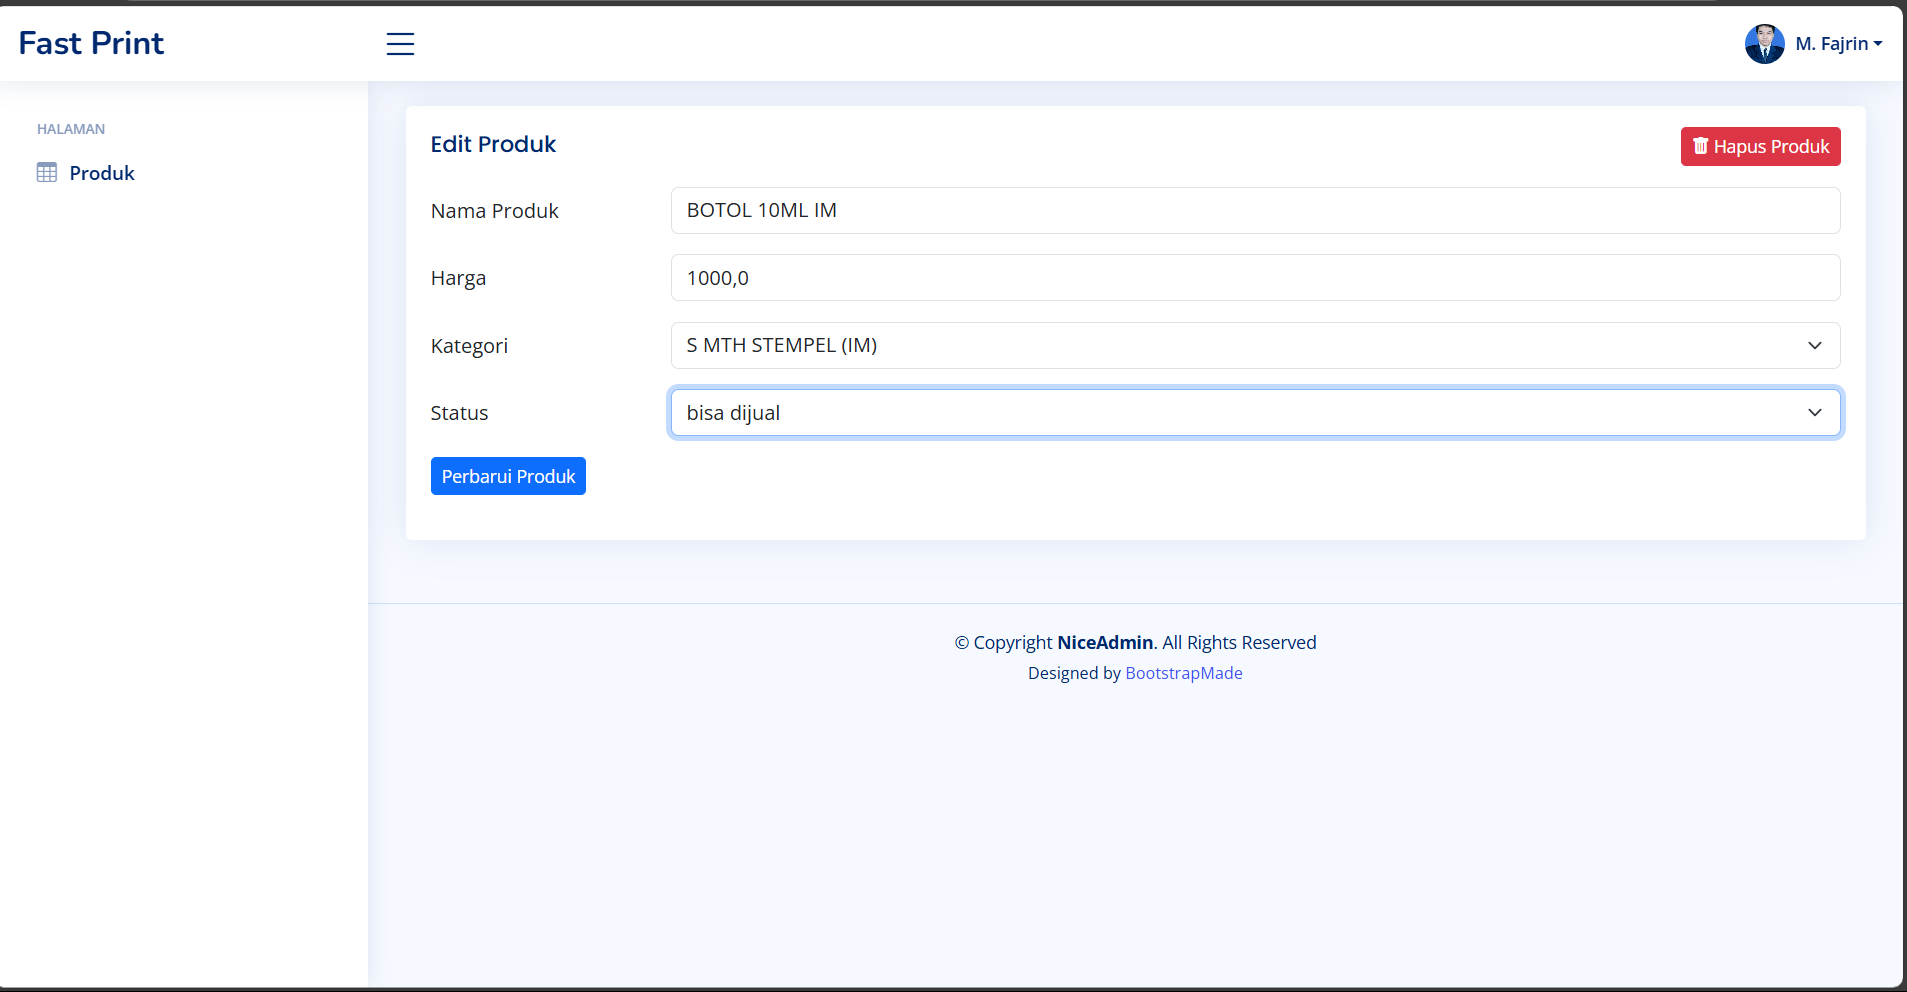 Fast Print
M. Fajrin
HALAMAN
Produk
Edit Produk
Hapus Produk
Nama Produk
BOTOL 10ML IM
Harga
1000,0
Kategori
S MTH STEMPEL (IM)
Status
bisa dijual
Perbarui Produk
© Copyright NiceAdmin. All Rights Reserved
Designed by BootstrapMade